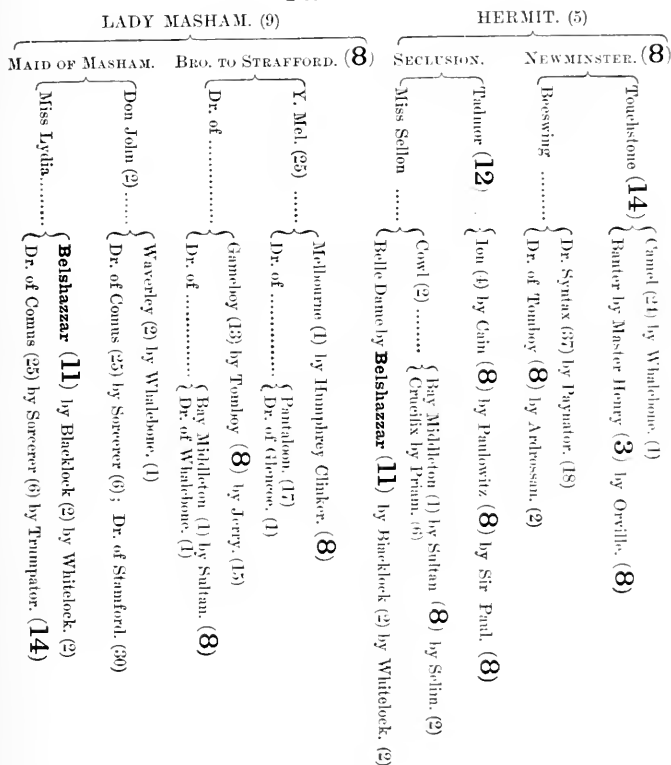 LADY MASHAM. (9)
HERMIT. (5)
MAID OF MASHAM.
BRO. TO STRAFFORD. (8)
SECLUSION.
NEWMINSTER. (8)
Touchstone (14)
Camel (24) by Whalebone. (1)
Banter by Master Henry (3) by Orville. (8)
Beeswing ......
Dr. Syntax (37) by Paynator. (18)
Dr. of Tomboy (8) by Ardrossan. (2)
Tadmor (12)
Ion (4) by Cain (8) by Paulowitz (8) by Sir Paul. (8)
Miss Sellon ......
Cowl (2) ........
Bay Middleton (1) by Sultan (8) by Selim. (2)
Crucifix by Priam. (6)
Belle Dame by Belshazzar (11) by Blacklock (2) by Whitelock. (2)
Y. Mel. (25) ......
Melbourne (1) by Humphrey Clinker. (8)
Dr. of ..............
Pantaloon. (17)
Dr. of Glencoe. (1)
Dr. of ..............
Gameboy (13) by Tomboy (8) by Jerry. (15)
Dr. of ..............
Bay Middleton (1) by Sultan. (8)
Dr. of Whalebone. (1)
Don John (2) ......
Waverley (2) by Whalebone. (1)
Dr. of Comus (25) by Sorcerer (6); Dr. of Stamford. (30)
Miss Lydia.........
Belshazzar (11) by Blacklock (2) by Whitelock. (2)
Dr. of Comus (25) by Sorcerer (6) by Trumpator. (14)